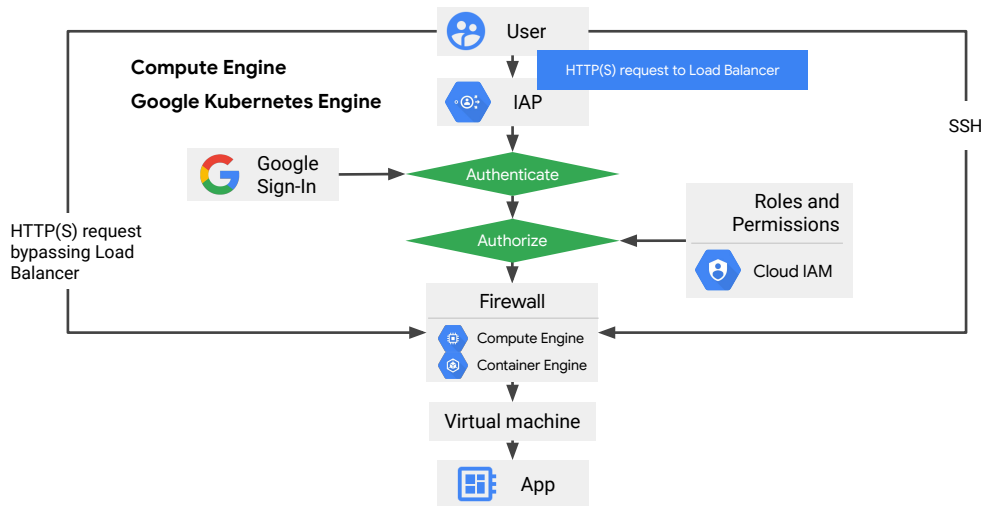 User
HTTP(S) request to Load Balancer
Compute Engine
Google Kubernetes Engine
IAP
SSH
Google
Sign-In
Authenticate
Roles and
Permissions
HTTP(S) request
bypassing Load
Balancer
Authorize
Cloud IAM
Firewall
Compute Engine
Container Engine
Virtual machine
App